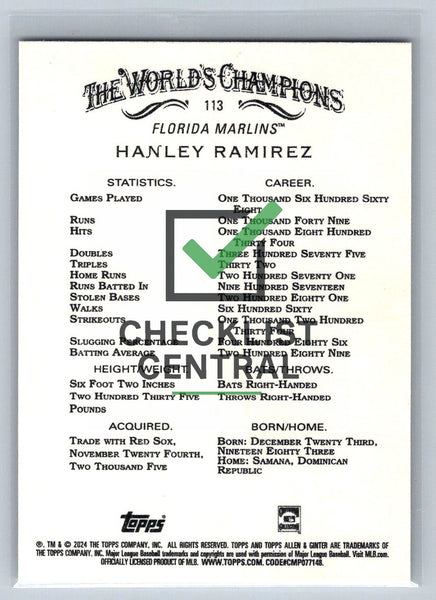 THE WORLD'S CHAMPIONS
113
FLORIDA MARLINS™
HANLEY RAMIREZ
STATISTICS. CAREER.
GAMES PLAYED ONE THOUSAND SIX HUNDRED SIXTY
EIGHT
RUNS ONE THOUSAND FORTY NINE
HITS ONE THOUSAND EIGHT HUNDRED
THIRTY FOUR
DOUBLES THREE HUNDRED SEVENTY FIVE
TRIPLES THIRTY TWO
HOME RUNS TWO HUNDRED SEVENTY ONE
RUNS BATTED IN NINE HUNDRED SEVENTEEN
STOLEN BASES TWO HUNDRED EIGHTY ONE
WALKS SIX HUNDRED SIXTY
STRIKEOUTS ONE THOUSAND TWO HUNDRED
THIRTY FOUR
SLUGGING PERCENTAGE FOUR HUNDRED EIGHTY SIX
BATTING AVERAGE TWO HUNDRED EIGHTY NINE
CHECKLIST
CENTRAL
HEIGHT/WEIGHT. BATS/THROWS.
SIX FOOT TWO INCHES BATS RIGHT-HANDED
TWO HUNDRED THIRTY FIVE THROWS RIGHT-HANDED
POUNDS
ACQUIRED. BORN/HOME.
TRADE WITH RED SOX, BORN: DECEMBER TWENTY THIRD,
NOVEMBER TWENTY FOURTH, NINETEEN EIGHTY THREE
TWO THOUSAND FIVE HOME: SAMANA, DOMINICAN
REPUBLIC
topps
®, TM & © 2024 THE TOPPS COMPANY, INC. ALL RIGHTS RESERVED. TOPPS AND TOPPS ALLEN & GINTER ARE TRADEMARKS OF
THE TOPPS COMPANY, INC. Major League Baseball trademarks and copyrights are used with permission of Major League Baseball. Visit MLB.com.
OFFICIALLY LICENSED PRODUCT OF MLB. WWW.TOPPS.COM. CODE#CMP077148